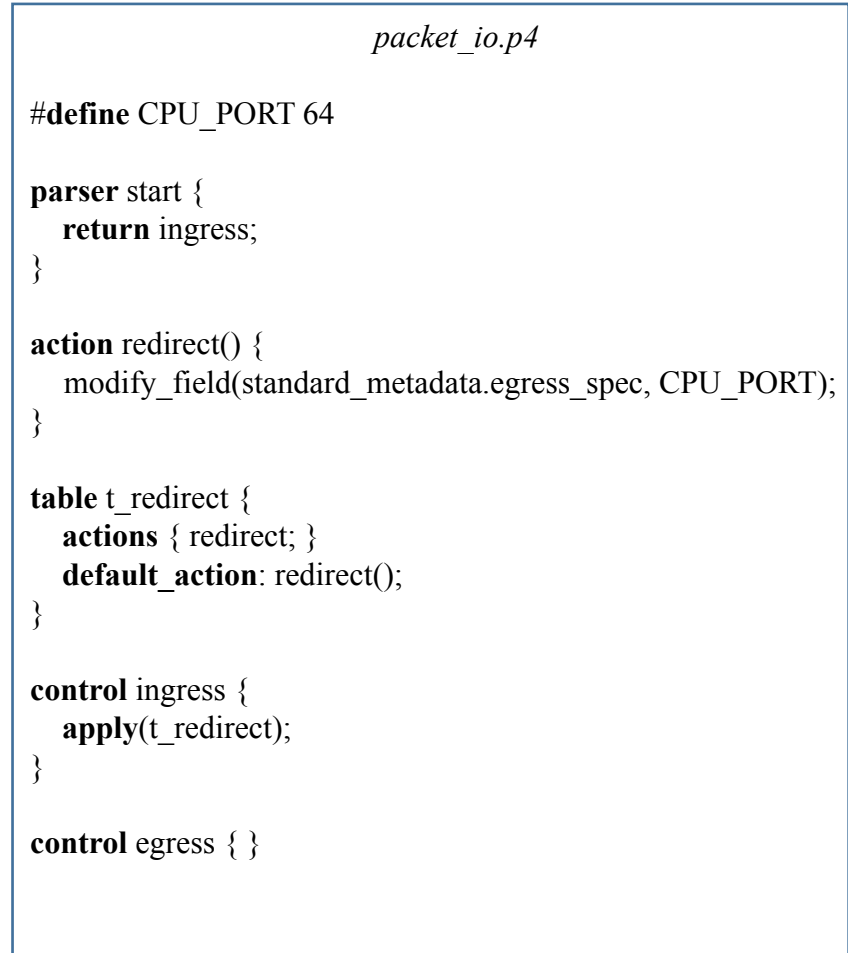 packet_io.p4
#define CPU_PORT 64
parser start {
return ingress;
}
action redirect() {
modify_field(standard_metadata.egress_spec, CPU_PORT);
}
table t_redirect {
actions { redirect; }
default_action: redirect();
}
control ingress {
apply(t_redirect);
}
control egress { }